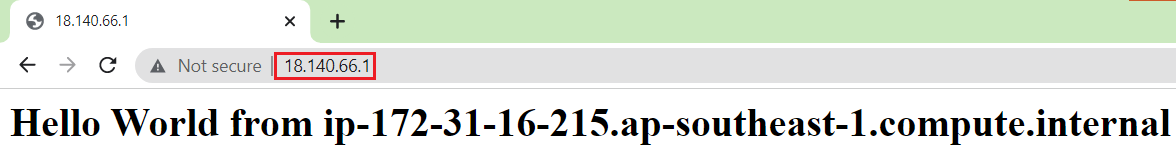 18.140.66.1
Not secure | 18.140.66.1
Hello World from ip-172-31-16-215.ap-southeast-1.compute.internal